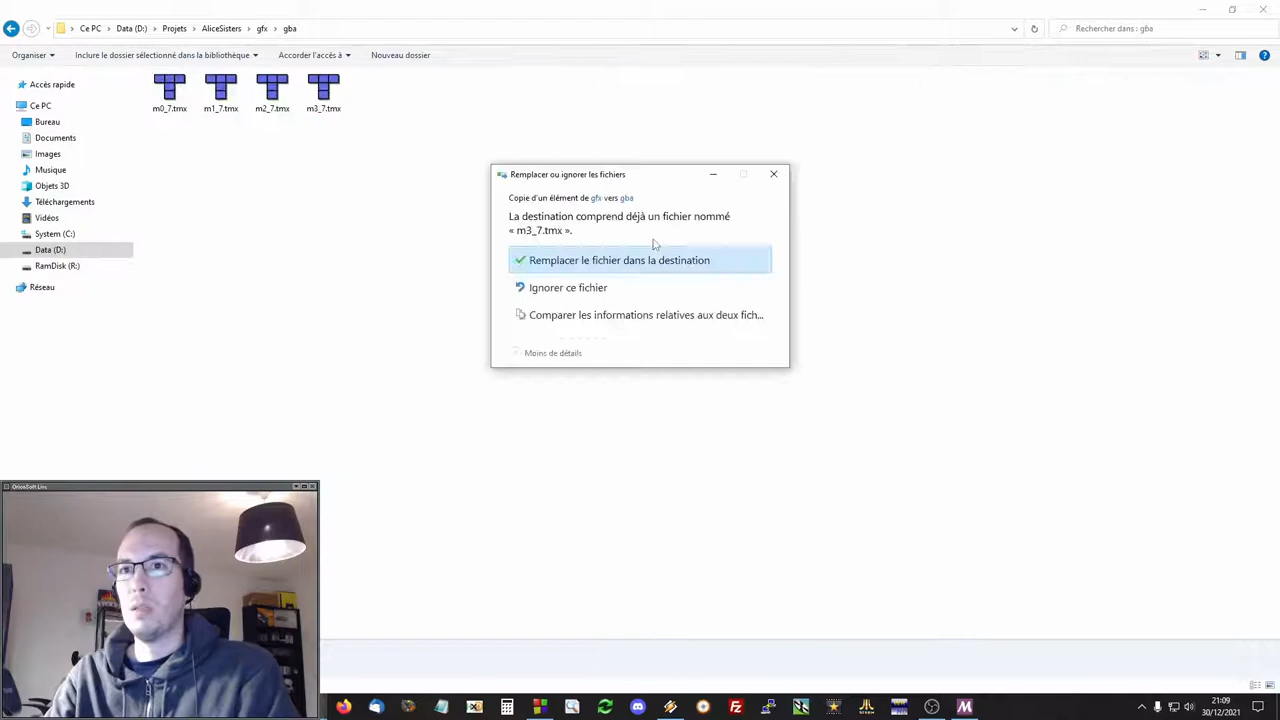 Ce PC > Data (D:) > Projets > AliceSisters > gfx > gba
Rechercher dans : gba
Organiser
Inclure le dossier sélectionné dans la bibliothèque
Accorder l'accès à
Nouveau dossier
Accès rapide
Ce PC
Bureau
Documents
Images
Musique
Objets 3D
Téléchargements
Vidéos
System (C:)
Data (D:)
RamDisk (R:)
Réseau
m0_7.tmx
m1_7.tmx
m2_7.tmx
m3_7.tmx
Remplacer ou ignorer les fichiers
Copie d'un élément de gfx vers gba
La destination comprend déjà un fichier nommé
« m3_7.tmx ».
Remplacer le fichier dans la destination
Ignorer ce fichier
Comparer les informations relatives aux deux fich...
Moins de détails
21:09
30/12/2021